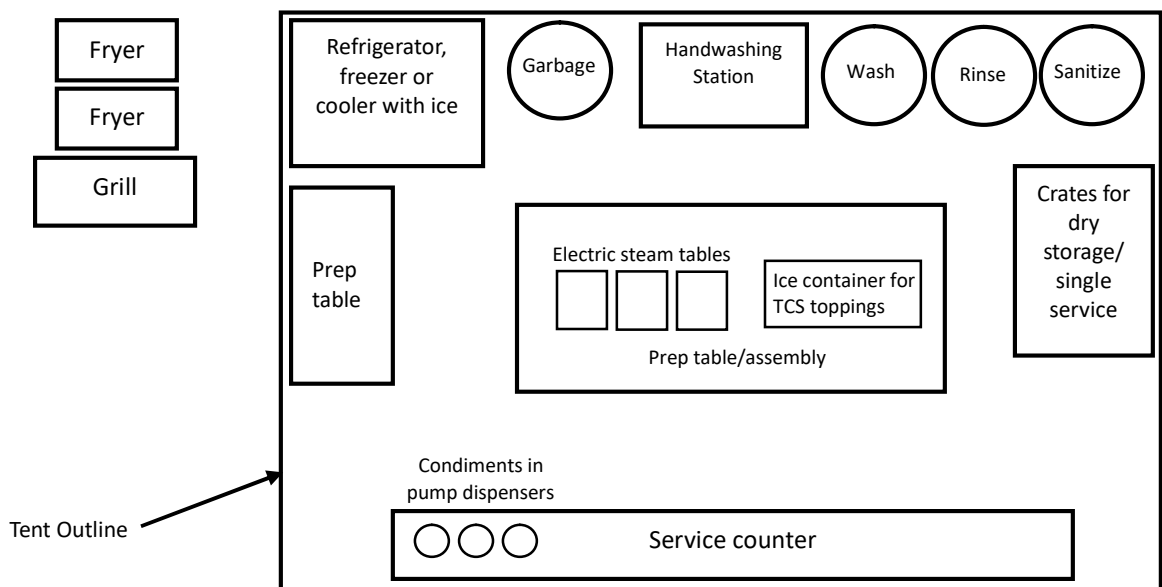 Fryer
Fryer
Grill
Refrigerator,
freezer or
cooler with ice
Garbage
Handwashing
Station
Wash
Rinse
Sanitize
Prep
table
Electric steam tables
Ice container for
TCS toppings
Prep table/assembly
Crates for
dry
storage/
single
service
Condiments in
pump dispensers
Tent Outline
Service counter